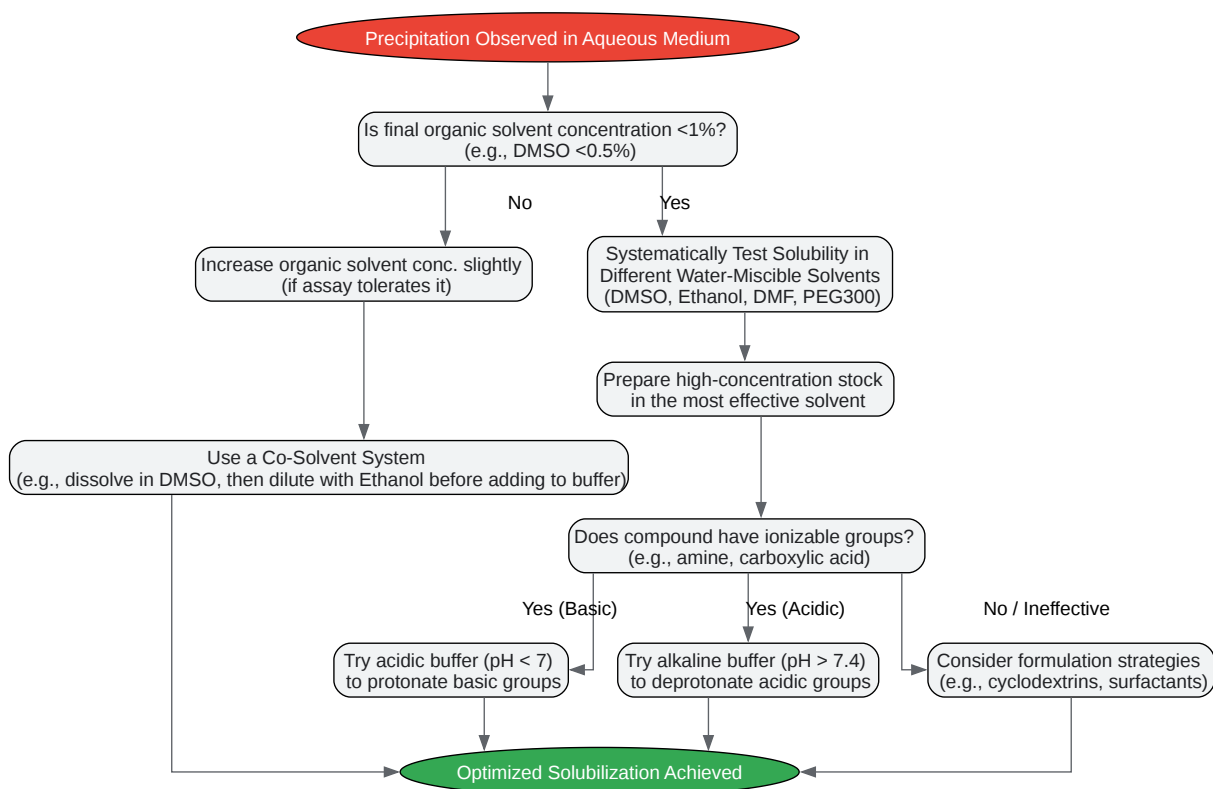 Precipitation Observed in Aqueous Medium
Is final organic solvent concentration <1%?
(e.g., DMSO <0.5%)
No
Yes
Increase organic solvent conc. slightly
(if assay tolerates it)
Systematically Test Solubility in
Different Water-Miscible Solvents
(DMSO, Ethanol, DMF, PEG300)
Prepare high-concentration stock
in the most effective solvent
Use a Co-Solvent System
(e.g., dissolve in DMSO, then dilute with Ethanol before adding to buffer)
Does compound have ionizable groups?
(e.g., amine, carboxylic acid)
Yes (Basic)
Yes (Acidic)
No / Ineffective
Try acidic buffer (pH < 7)
to protonate basic groups
Try alkaline buffer (pH > 7.4)
to deprotonate acidic groups
Consider formulation strategies
(e.g., cyclodextrins, surfactants)
Optimized Solubilization Achieved